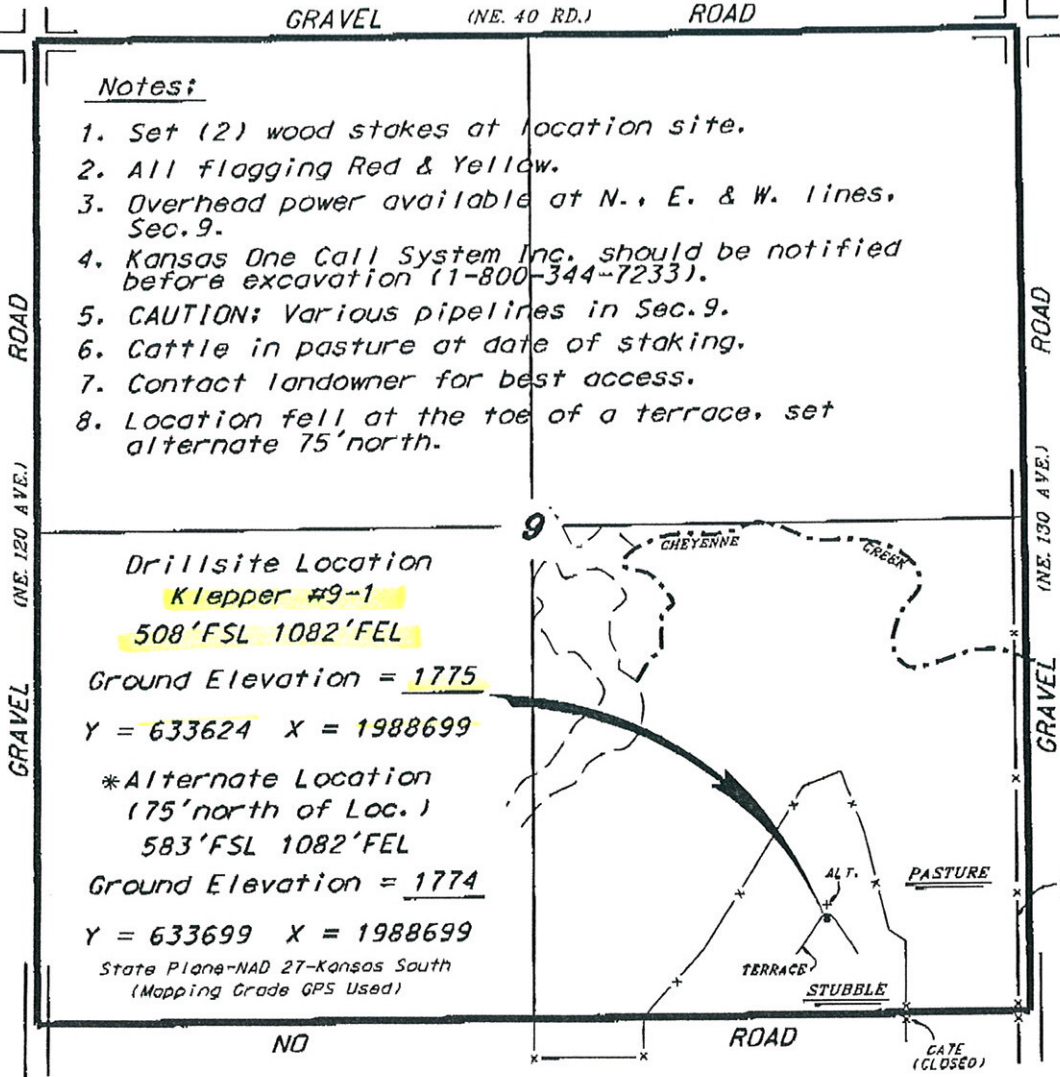 GRAVEL (NE. 40 RD.) ROAD
Notes:
1. Set (2) wood stakes at location site.
2. All flagging Red & Yellow.
3. Overhead power available at N., E. & W. lines,
Sec.9.
4. Kansas One Call System Inc. should be notified
before excavation (1-800-344-7233).
5. CAUTION: Various pipelines in Sec.9.
6. Cattle in pasture at date of staking.
7. Contact landowner for best access.
8. Location fell at the toe of a terrace, set
alternate 75'north.
GRAVEL (NE. 120 AVE.) ROAD
GRAVEL (NE. 130 AVE.) ROAD
9
CHEYENNE CREEK
Drillsite Location
Klepper #9-1
508'FSL 1082'FEL
Ground Elevation = 1775
Y = 633624 X = 1988699
*Alternate Location
(75'north of Loc.)
583'FSL 1082'FEL
Ground Elevation = 1774
Y = 633699 X = 1988699
State Plane-NAD 27-Kansas South
(Mapping Grade GPS Used)
ALT.
PASTURE
TERRACE
STUBBLE
NO ROAD
GATE
(CLOSED)